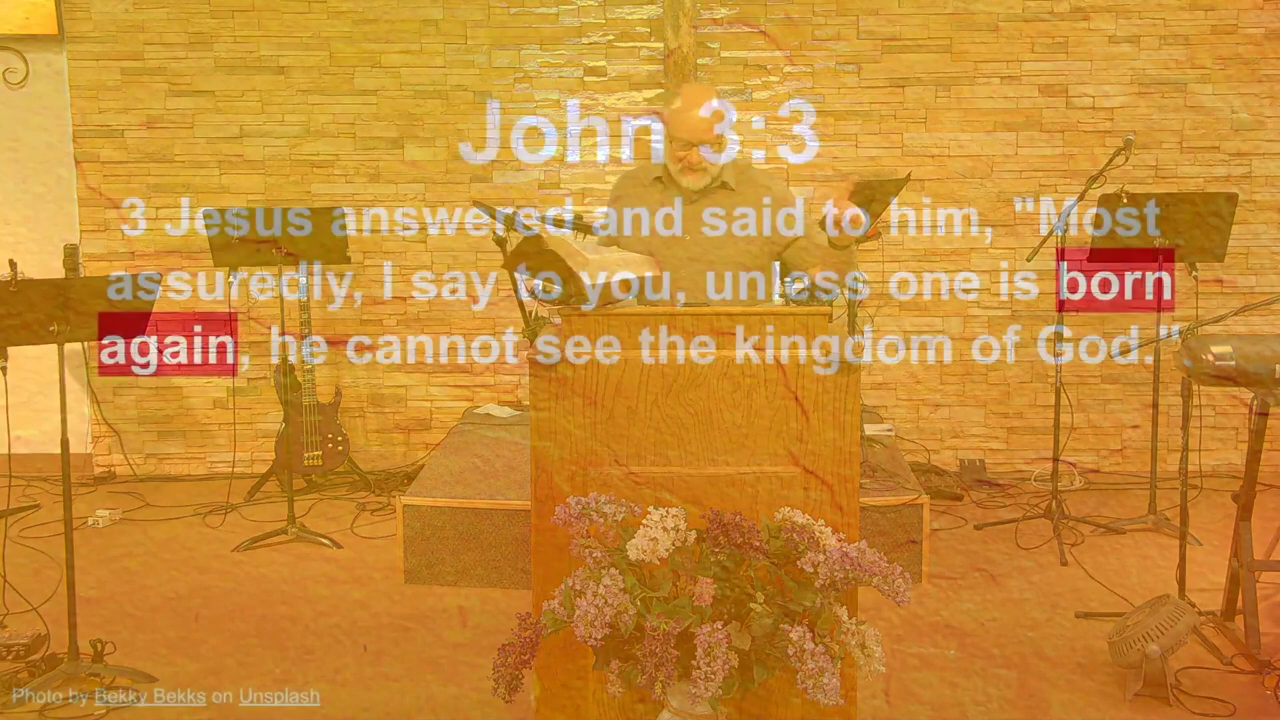 John 3:3
3 Jesus answered and said to him, "Most
assuredly, I say to you, unless one is born
again, he cannot see the kingdom of God."
Photo by Bekky Bekks on Unsplash